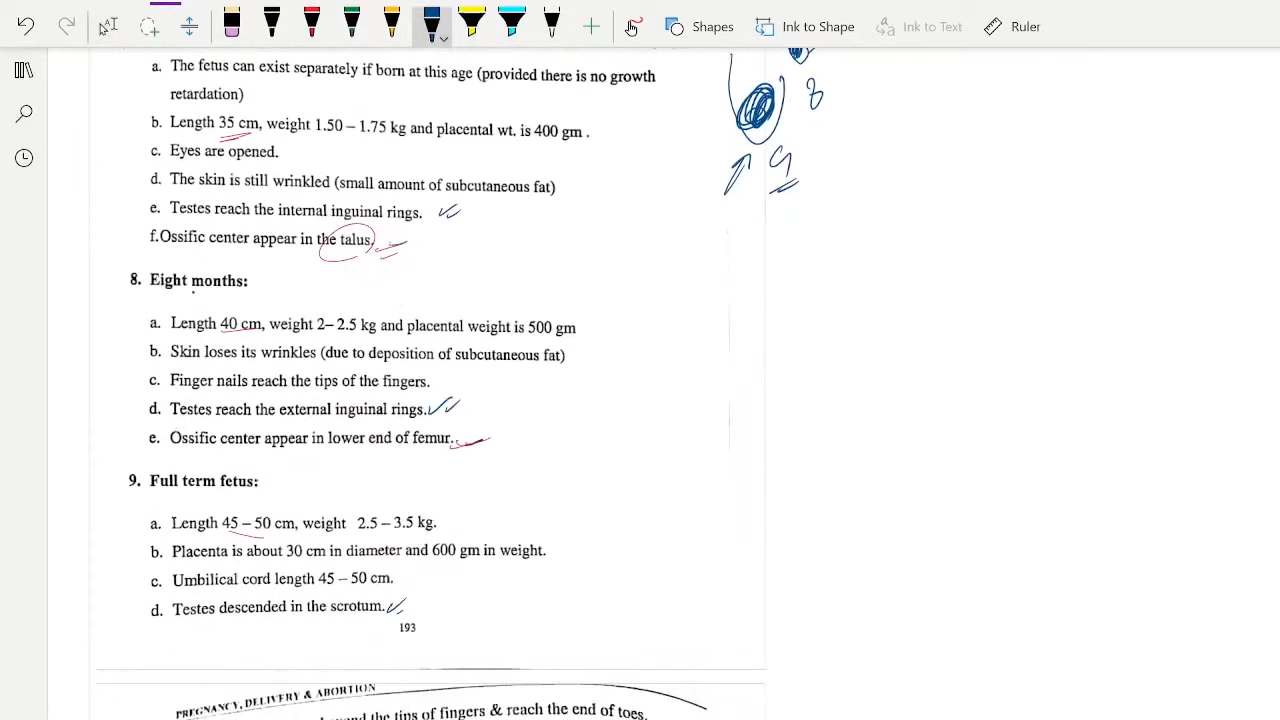 Shapes
Ink to Shape
Ink to Text
Ruler
a. The fetus can exist separately if born at this age (provided there is no growth
retardation)
b. Length 35 cm, weight 1.50 – 1.75 kg and placental wt. is 400 gm .
c. Eyes are opened.
d. The skin is still wrinkled (small amount of subcutaneous fat)
e. Testes reach the internal inguinal rings.
f.Ossific center appear in the talus.
8. Eight months:
a. Length 40 cm, weight 2– 2.5 kg and placental weight is 500 gm
b. Skin loses its wrinkles (due to deposition of subcutaneous fat)
c. Finger nails reach the tips of the fingers.
d. Testes reach the external inguinal rings.
e. Ossific center appear in lower end of femur.
9. Full term fetus:
a. Length 45 – 50 cm, weight 2.5 – 3.5 kg.
b. Placenta is about 30 cm in diameter and 600 gm in weight.
c. Umbilical cord length 45 – 50 cm.
d. Testes descended in the scrotum.
193
PREGNANCY, DELIVERY & ABORTION
the tips of fingers & reach the end of toes.